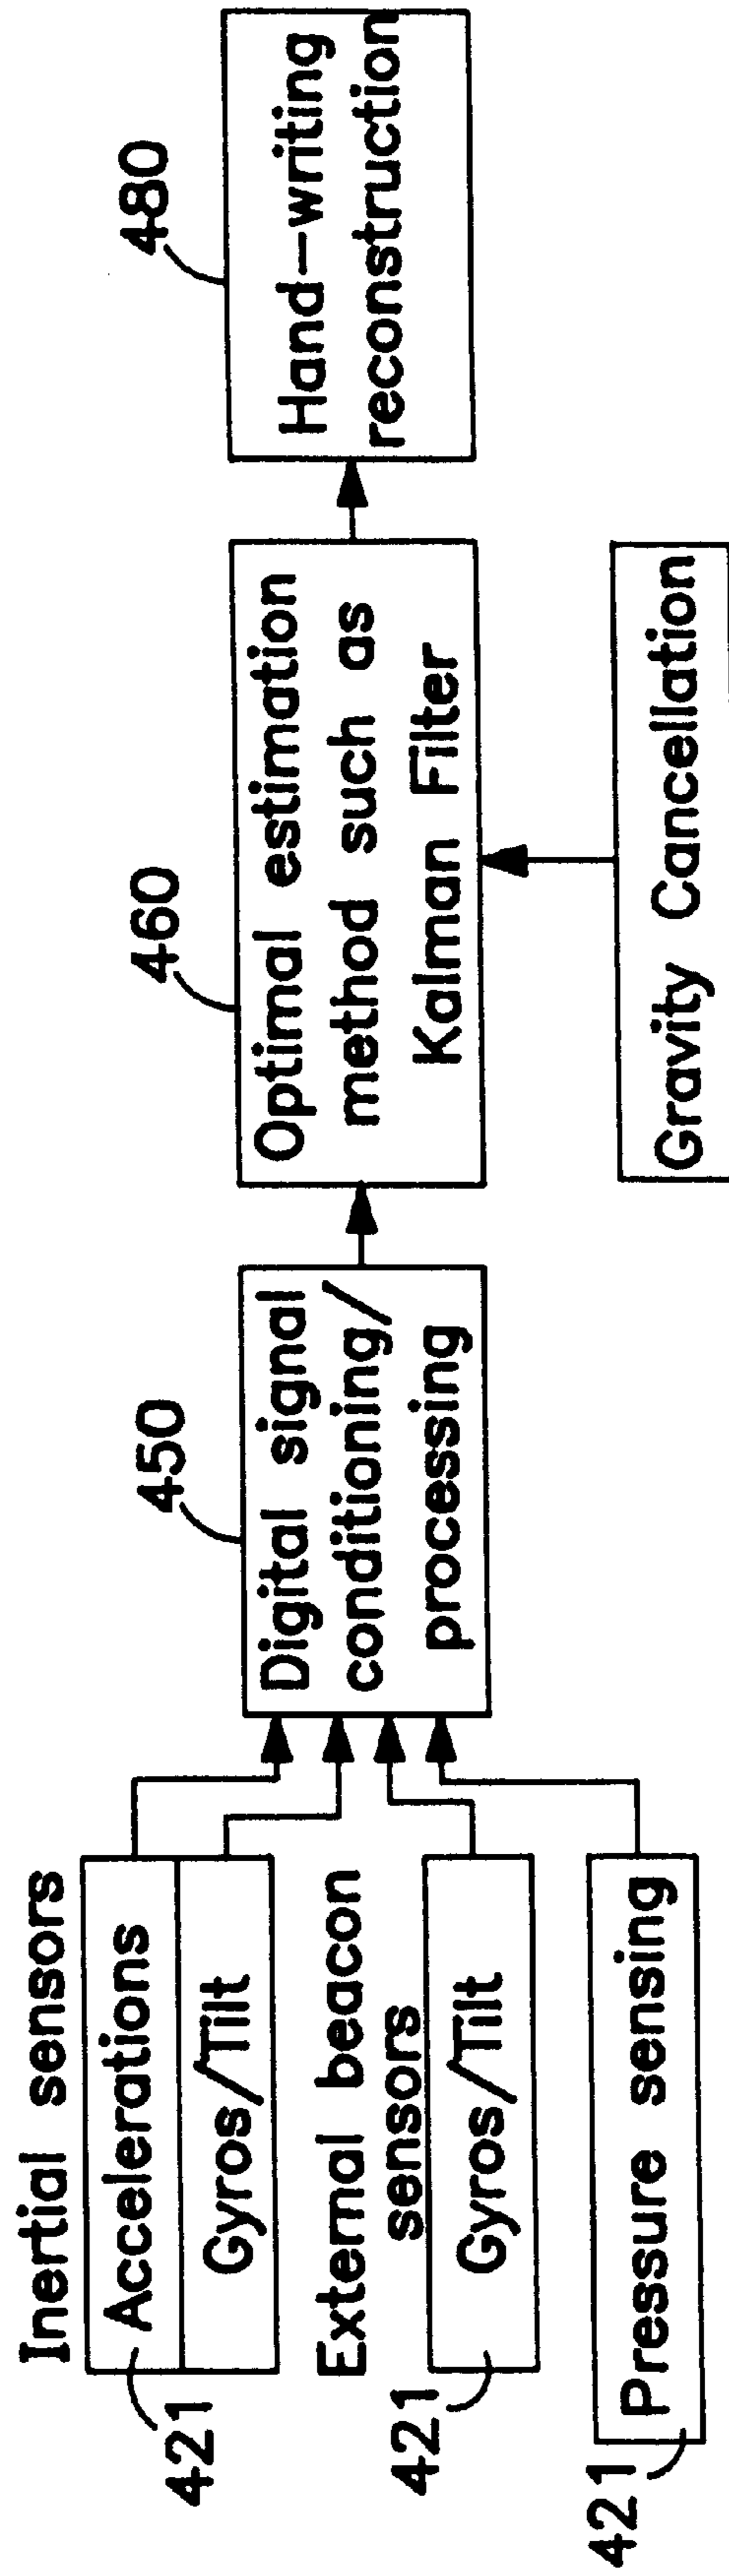 Inertial sensors
421
Accelerations
Gyros/Tilt
External beacon
sensors
421
Gyros/Tilt
421
Pressure sensing
450
Digital signal
conditioning/
processing
460
Optimal estimation
method such as
Kalman Filter
Gravity Cancellation
480
Hand-writing
reconstruction